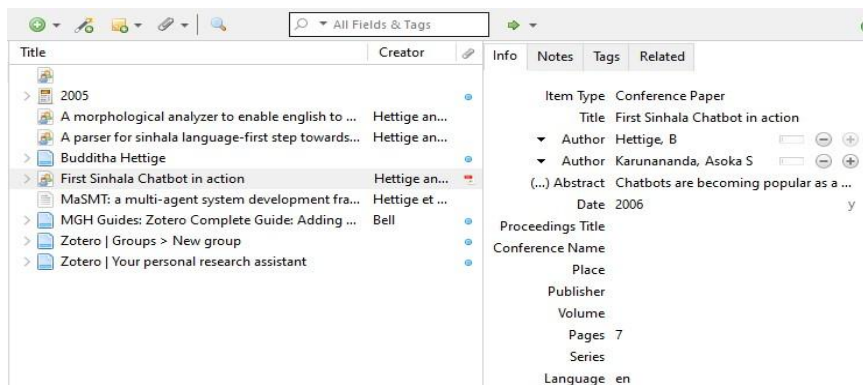 All Fields & Tags
Title Creator
2005
A morphological analyzer to enable english to ... Hettige an...
A parser for sinhala language-first step towards... Hettige an...
Budditha Hettige
First Sinhala Chatbot in action Hettige an...
MaSMT: a multi-agent system development fra... Hettige et ...
MGH Guides: Zotero Complete Guide: Adding ... Bell
Zotero | Groups > New group
Zotero | Your personal research assistant
Info Notes Tags Related
Item Type Conference Paper
Title First Sinhala Chatbot in action
Author Hettige, B
Author Karunananda, Asoka S
(...) Abstract Chatbots are becoming popular as a ...
Date 2006 y
Proceedings Title
Conference Name
Place
Publisher
Volume
Pages 7
Series
Language en